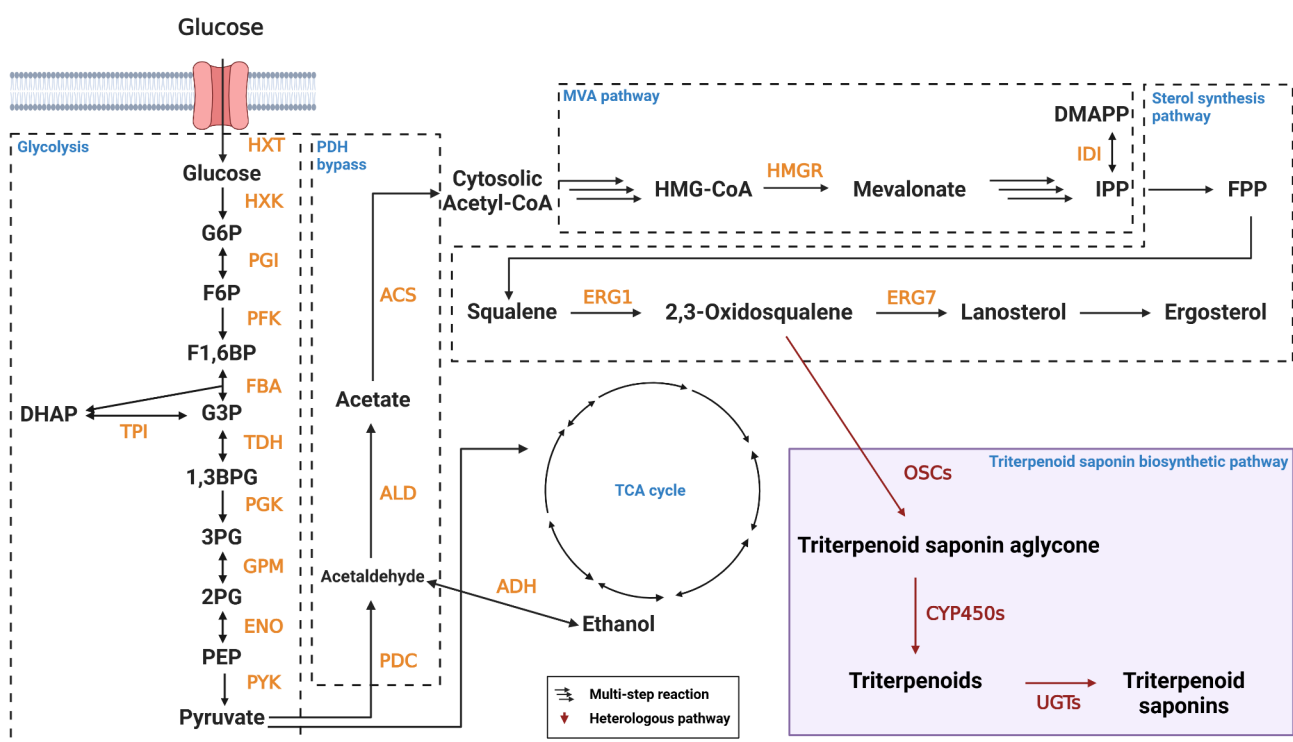 Glucose
Glycolysis
HXT
Glucose
HXK
G6P
PGI
F6P
PFK
F1,6BP
FBA
DHAP
G3P
TPI
TDH
1,3BPG
PGK
3PG
GPM
2PG
ENO
PEP
PYK
Pyruvate
PDH
bypass
ACS
Acetate
ALD
Acetaldehyde
PDC
ADH
Ethanol
TCA cycle
Cytosolic
Acetyl-CoA
MVA pathway
HMG-CoA
HMGR
Mevalonate
DMAPP
IDI
IPP
Sterol synthesis
pathway
FPP
Squalene
ERG1
2,3-Oxidosqualene
ERG7
Lanosterol
Ergosterol
Triterpenoid saponin biosynthetic pathway
OSCs
Triterpenoid saponin aglycone
CYP450s
Triterpenoids
UGTs
Triterpenoid
saponins
Multi-step reaction
Heterologous pathway